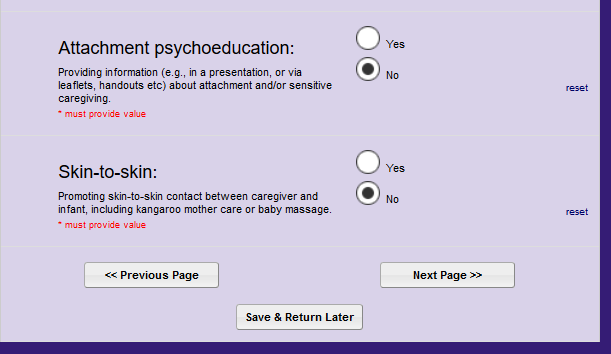 Attachment psychoeducation:
Yes
Providing information (e.g., in a presentation, or via
leaflets, handouts etc) about attachment and/or sensitive
caregiving.
No
reset
* must provide value
Skin-to-skin:
Yes
Promoting skin-to-skin contact between caregiver and
infant, including kangaroo mother care or baby massage.
No
reset
* must provide value
<< Previous Page
Next Page >>
Save & Return Later